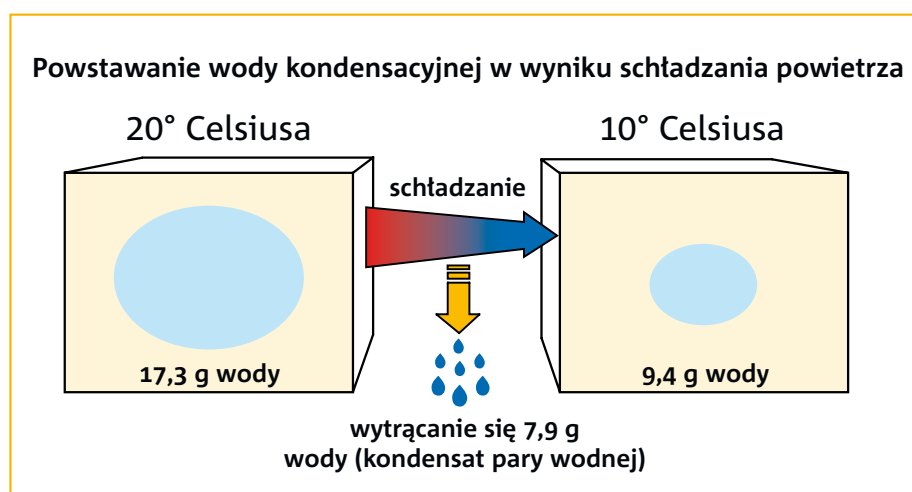 Powstawanie wody kondensacyjnej w wyniku schładzania powietrza
20° Celsiusa
10° Celsiusa
schładzanie
17,3 g wody
9,4 g wody
wytrącanie się 7,9 g
wody (kondensat pary wodnej)